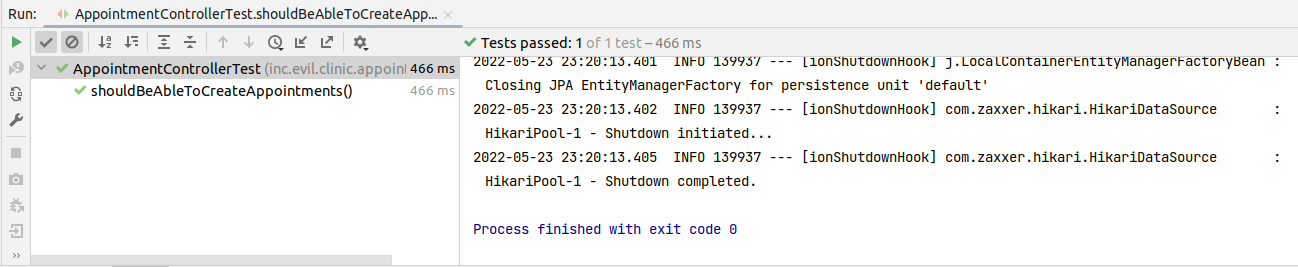 Run: AppointmentControllerTest.shouldBeAbleToCreateApp... ×
Tests passed: 1 of 1 test – 466 ms
AppointmentControllerTest (inc.evil.clinic.appoint 466 ms
shouldBeAbleToCreateAppointments() 466 ms
2022-05-23 23:20:13.401  INFO 139937 --- [ionShutdownHook] j.LocalContainerEntityManagerFactoryBean :
Closing JPA EntityManagerFactory for persistence unit 'default'
2022-05-23 23:20:13.402  INFO 139937 --- [ionShutdownHook] com.zaxxer.hikari.HikariDataSource       :
HikariPool-1 - Shutdown initiated...
2022-05-23 23:20:13.405  INFO 139937 --- [ionShutdownHook] com.zaxxer.hikari.HikariDataSource       :
HikariPool-1 - Shutdown completed.
Process finished with exit code 0